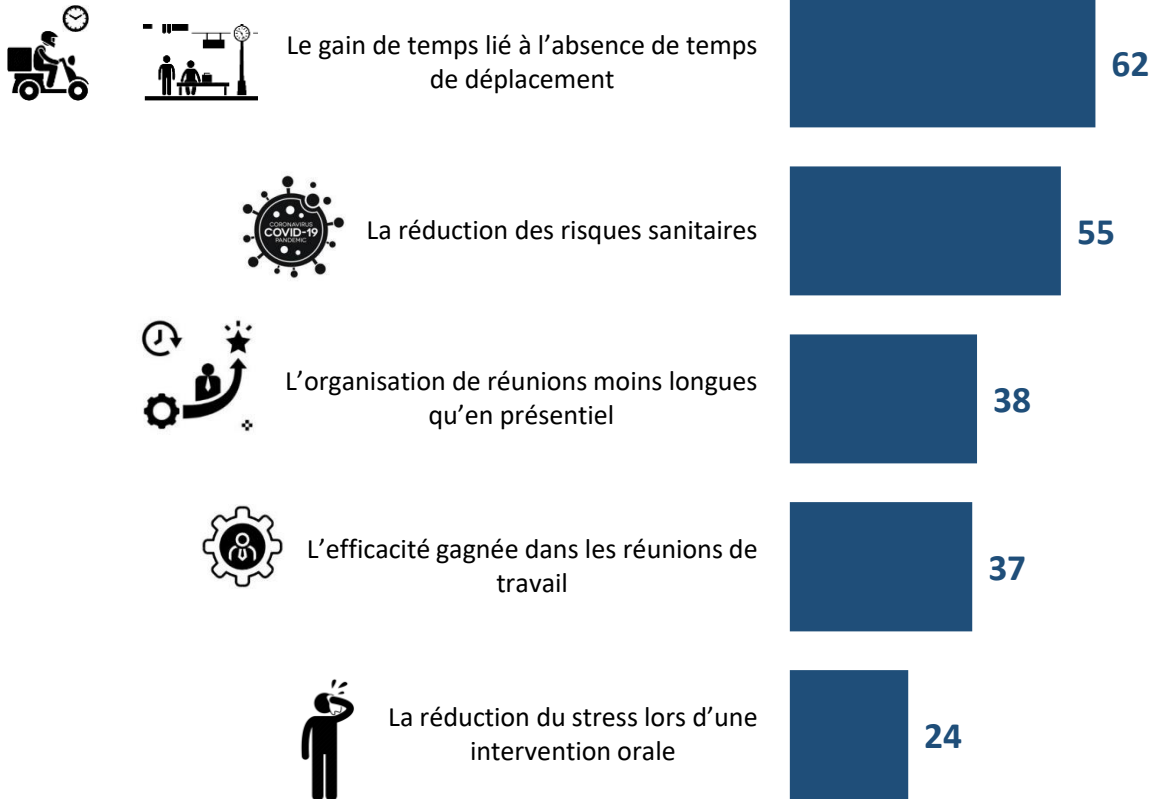 Le gain de temps lié à l’absence de temps
de déplacement
62
CORONAVIRUS
COVID-19
PANDEMIC
La réduction des risques sanitaires
55
L’organisation de réunions moins longues
qu’en présentiel
38
L’efficacité gagnée dans les réunions de
travail
37
La réduction du stress lors d’une
intervention orale
24